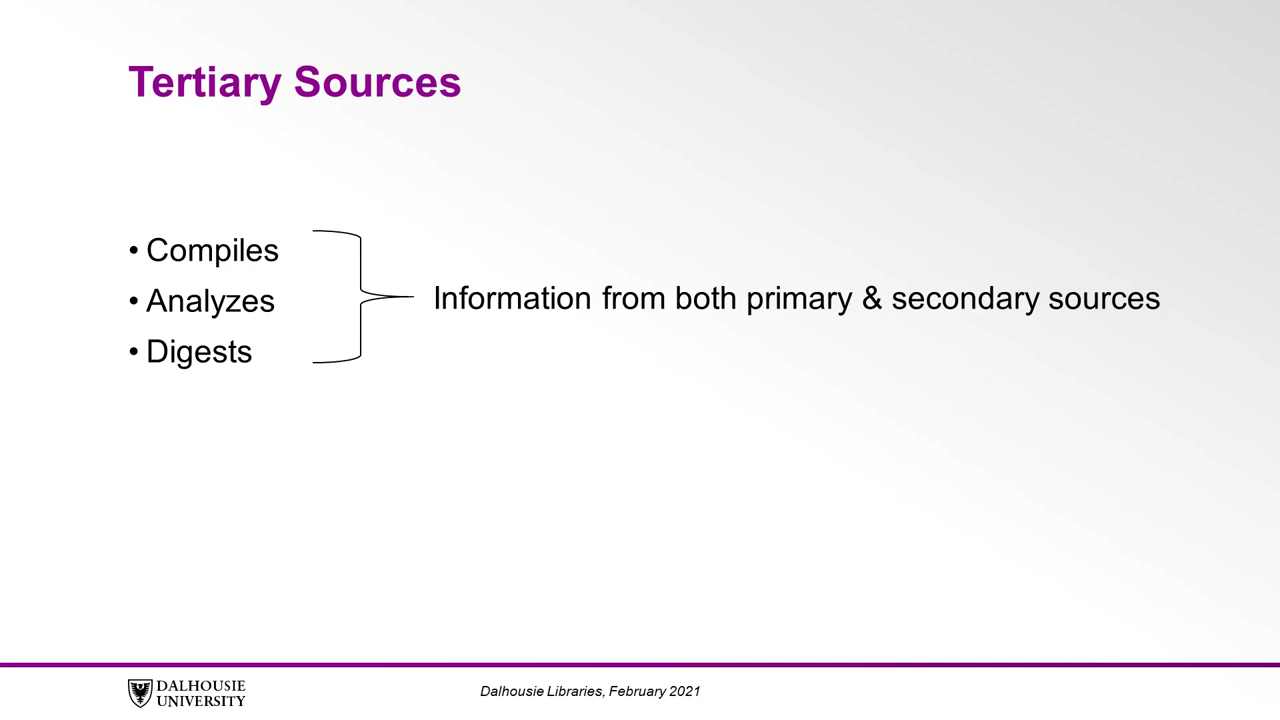 Tertiary Sources
• Compiles
• Analyzes
• Digests
Information from both primary & secondary sources
DALHOUSIE
UNIVERSITY
Dalhousie Libraries, February 2021